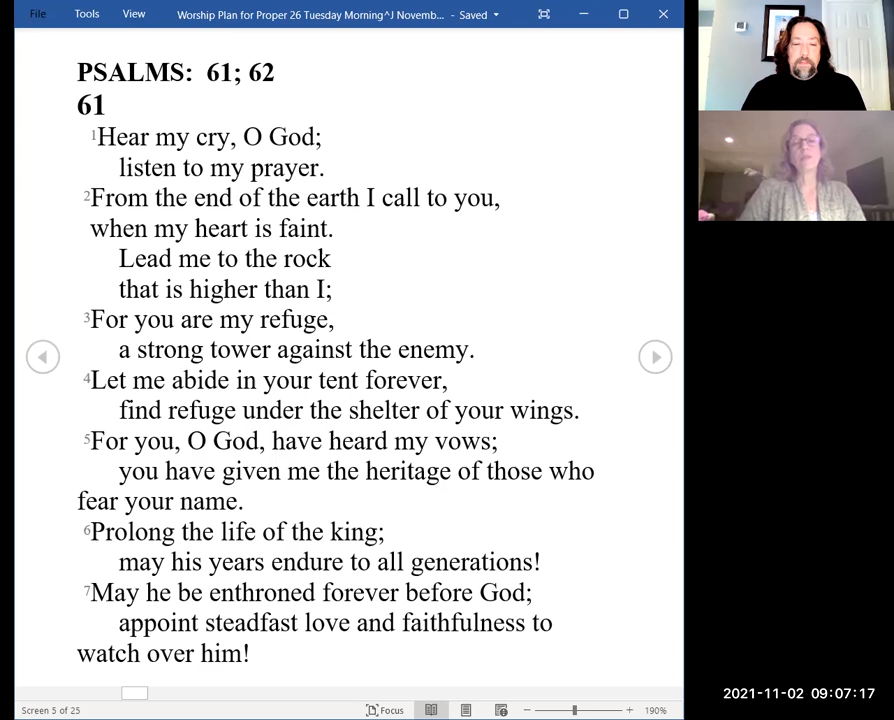 File Tools View Worship Plan for Proper 26 Tuesday Morning^J Novemb... - Saved
PSALMS: 61; 62
61
1Hear my cry, O God;
listen to my prayer.
2From the end of the earth I call to you,
when my heart is faint.
Lead me to the rock
that is higher than I;
3For you are my refuge,
a strong tower against the enemy.
4Let me abide in your tent forever,
find refuge under the shelter of your wings.
5For you, O God, have heard my vows;
you have given me the heritage of those who
fear your name.
6Prolong the life of the king;
may his years endure to all generations!
7May he be enthroned forever before God;
appoint steadfast love and faithfulness to
watch over him!
Screen 5 of 25 Focus 190%
2021-11-02 09:07:17